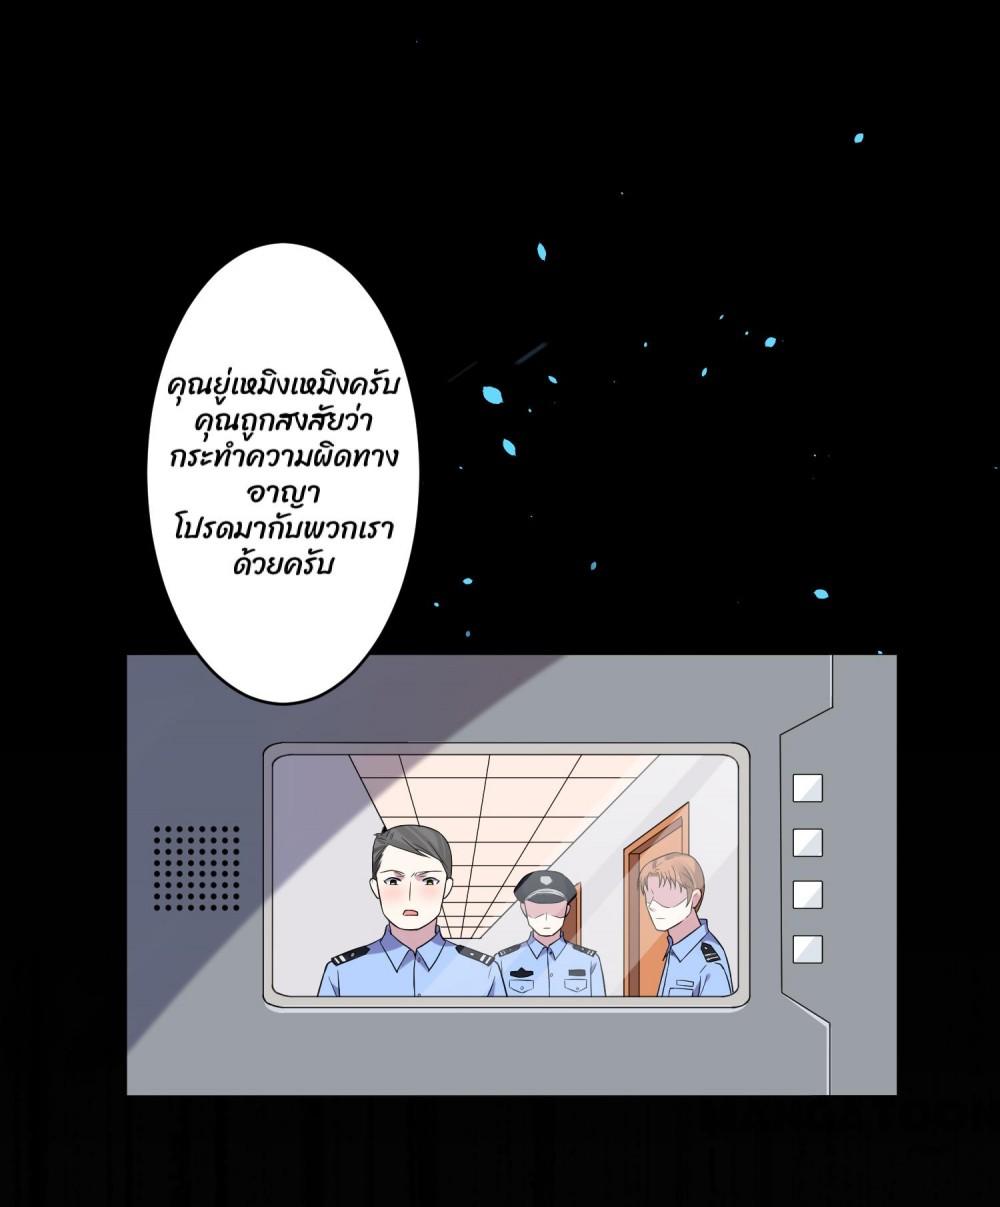 คุณยู่เหมิงเหมิงครับ
คุณถูกสงสัยว่า
กระทำความผิดทาง
อาญา
โปรดมากับพวกเรา
ด้วยครับ
MANGATOON